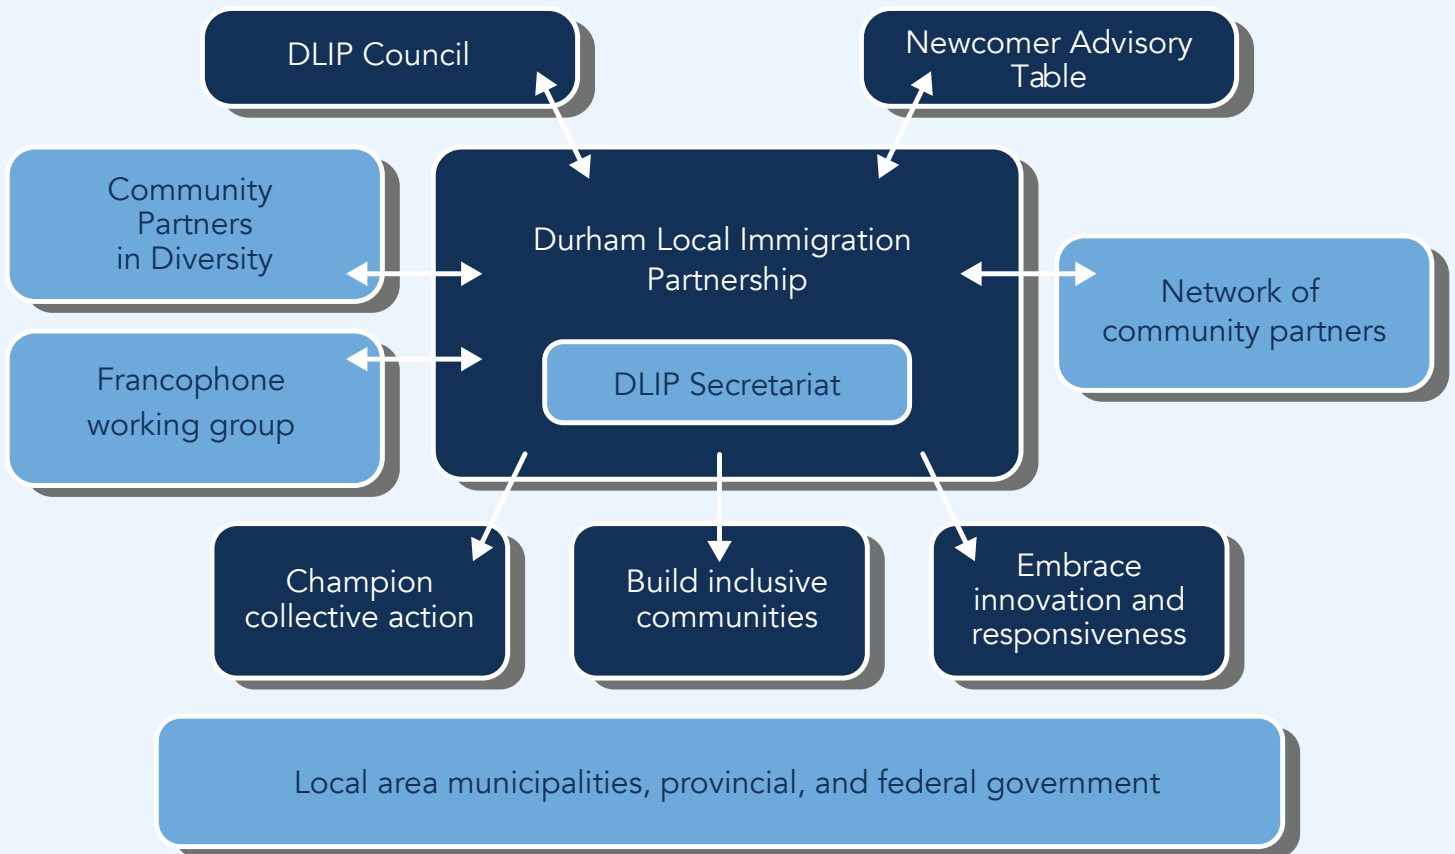 DLIP Council
Newcomer Advisory
Table
Community
Partners
in Diversity
Durham Local Immigration
Partnership
Network of
community partners
Francophone
working group
DLIP Secretariat
Champion
collective action
Build inclusive
communities
Embrace
innovation and
responsiveness
Local area municipalities, provincial, and federal government